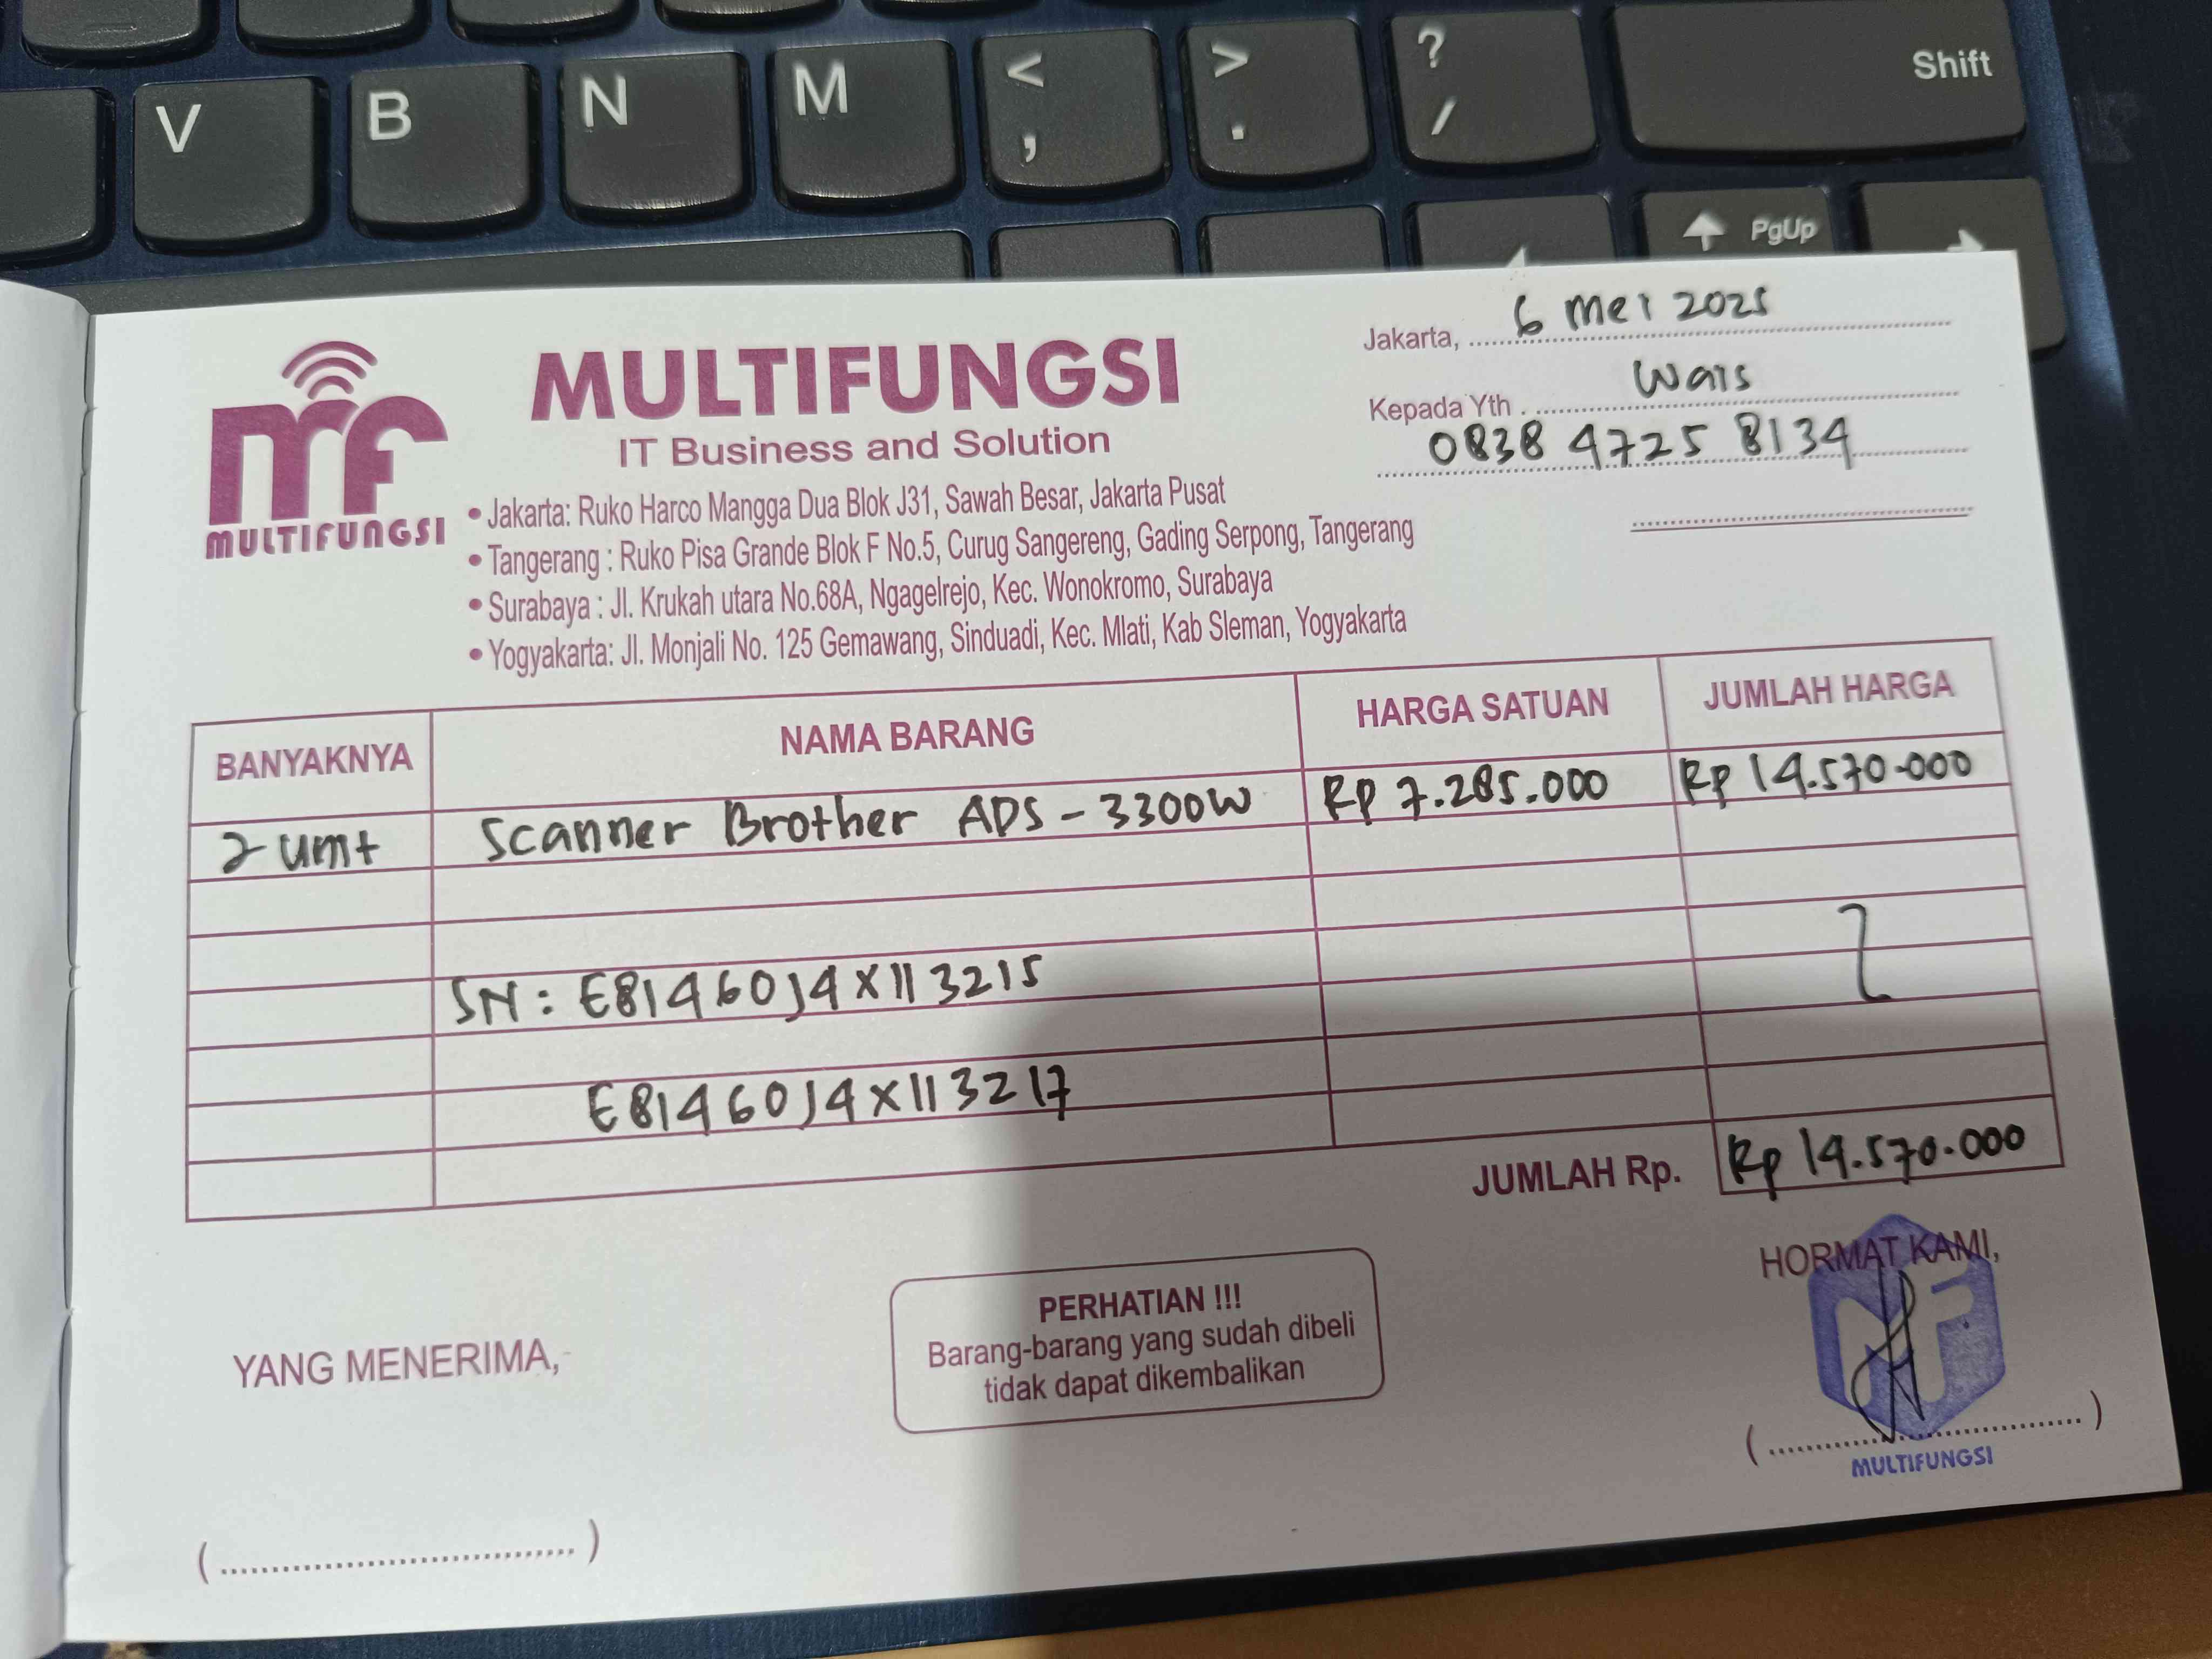 V B N M < , > . ? / Shift
PgUp
MULTIFUNGSI
MULTIFUNGSI
IT Business and Solution
• Jakarta: Ruko Harco Mangga Dua Blok J31, Sawah Besar, Jakarta Pusat
• Tangerang : Ruko Pisa Grande Blok F No.5, Curug Sangereng, Gading Serpong, Tangerang
• Surabaya : Jl. Krukah utara No.68A, Ngagelrejo, Kec. Wonokromo, Surabaya
• Yogyakarta: Jl. Monjali No. 125 Gemawang, Sinduadi, Kec. Mlati, Kab Sleman, Yogyakarta
Jakarta, 6 Mei 2025
Kepada Yth . Wais
0838 4725 8134
BANYAKNYA NAMA BARANG HARGA SATUAN JUMLAH HARGA
2 unit Scanner Brother ADS - 3300W Rp 7.285.000 Rp 14.570.000
SN : E81460J4X113215
E81460J4X113217
JUMLAH Rp. Rp 14.570.000
YANG MENERIMA,
PERHATIAN !!!
Barang-barang yang sudah dibeli
tidak dapat dikembalikan
HORMAT KAMI,
MF
(....................) MULTIFUNGSI
(....................)